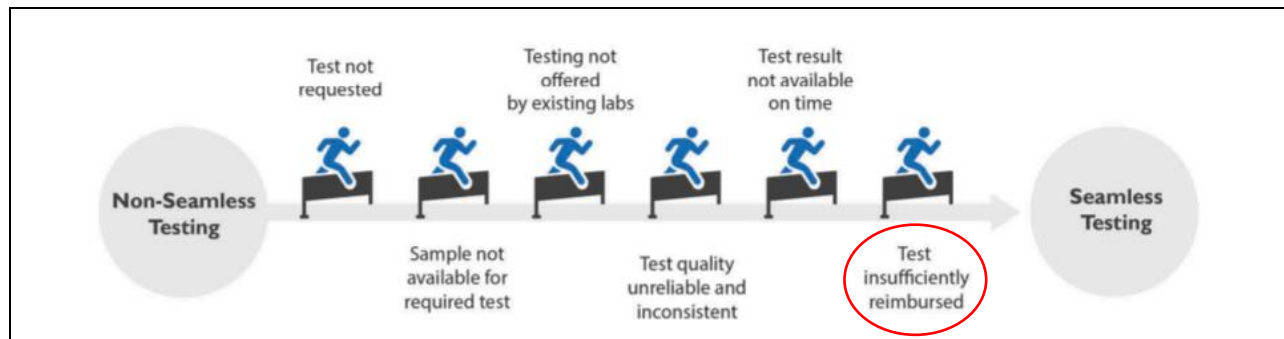 Test not
requested
Testing not
offered
by existing labs
Test result
not available
on time
Non-Seamless
Testing
Seamless
Testing
Sample not
available for
required test
Test quality
unreliable and
inconsistent
Test
insufficiently
reimbursed